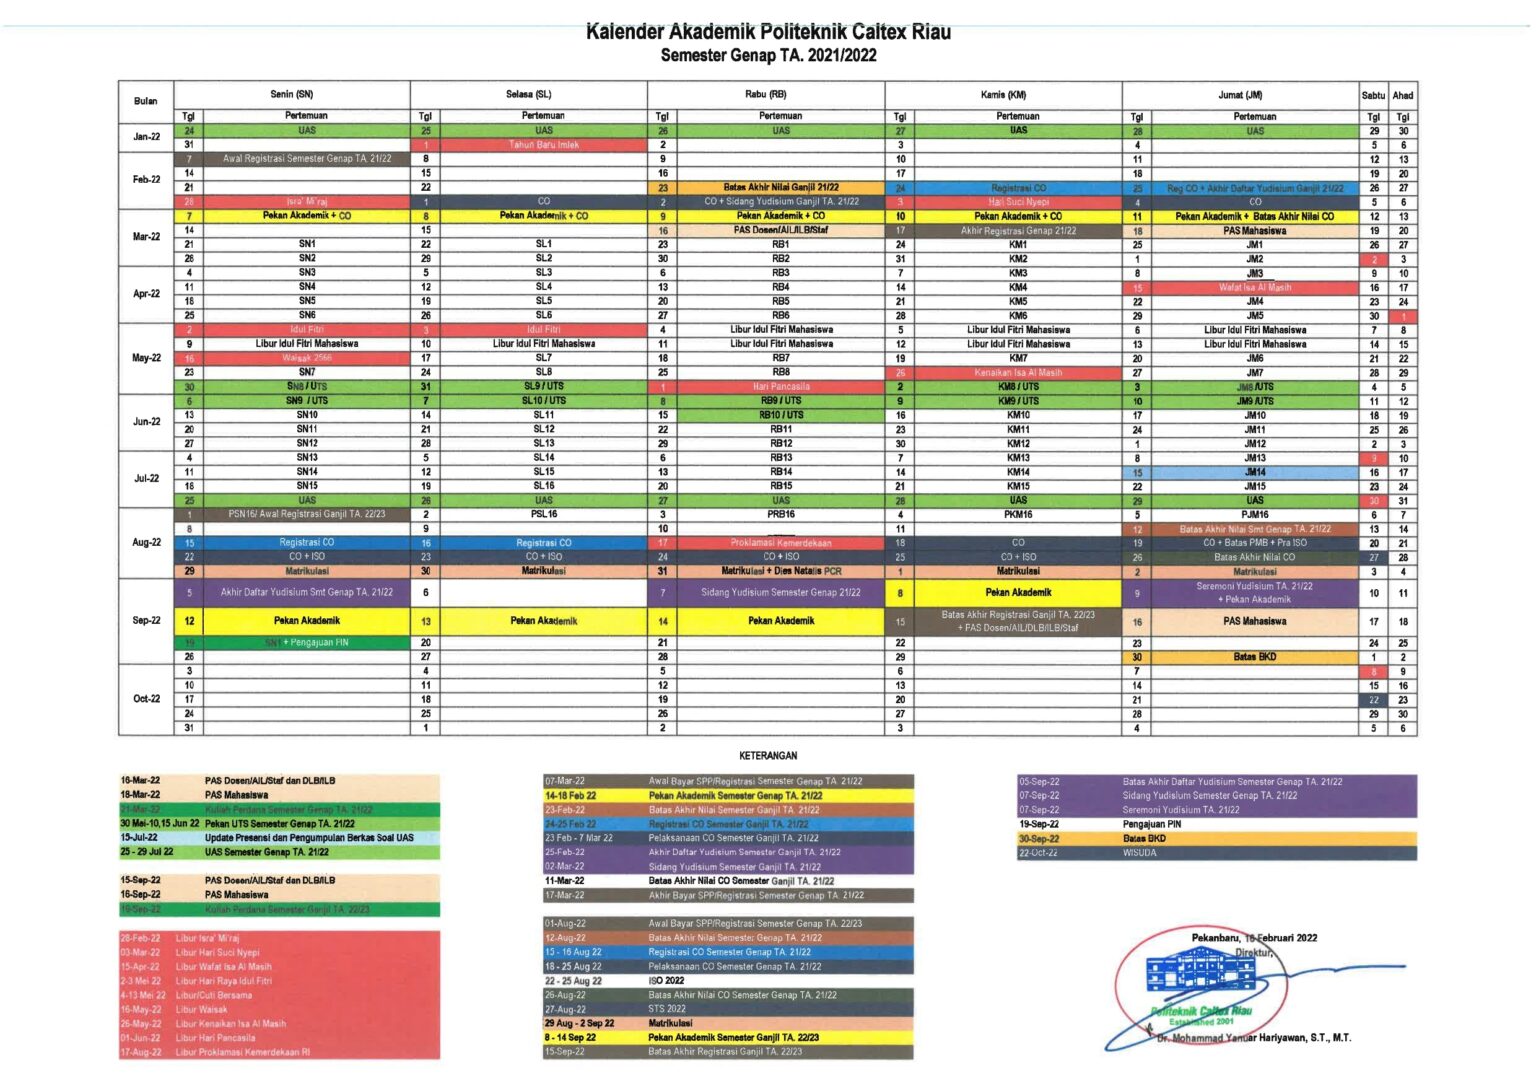 Kalender Akademik Politeknik Caltex Riau
Semester Genap TA. 2021/2022
Bulan Senin (SN) Selasa (SL) Rabu (RB) Kamis (KM) Jumat (JM) Sabtu Ahad
Tgl Pertemuan Tgl Pertemuan Tgl Pertemuan Tgl Pertemuan Tgl Pertemuan Tgl Tgl
Jan-22 24 UAS 25 UAS 26 UAS 27 UAS 28 UAS 29 30
31 1 Tahun Baru Imlek 2 3 4 5 6
Feb-22 7 Awal Registrasi Semester Genap TA. 21/22 8 9 10 11 12 13
14 15 16 17 18 19 20
21 22 23 Batas Akhir Nilai Ganjil 21/22 24 Registrasi CO 25 Reg CO + Akhir Daftar Yudisium Ganjil 21/22 26 27
28 Isra' Mi'raj 1 CO 2 CO + Sidang Yudisium Ganjil TA. 21/22 3 Hari Suci Nyepi 4 CO 5 6
Mar-22 7 Pekan Akademik + CO 8 Pekan Akademik + CO 9 Pekan Akademik + CO 10 Pekan Akademik + CO 11 Pekan Akademik + Batas Akhir Nilai CO 12 13
14 15 16 PAS Dosen/AIL/ILB/Staf 17 Akhir Registrasi Genap 21/22 18 PAS Mahasiswa 19 20
21 SN1 22 SL1 23 RB1 24 KM1 25 JM1 26 27
28 SN2 29 SL2 30 RB2 31 KM2 1 JM2 2 3
Apr-22 4 SN3 5 SL3 6 RB3 7 KM3 8 JM3 9 10
11 SN4 12 SL4 13 RB4 14 KM4 15 Wafat Isa Al Masih 16 17
18 SN5 19 SL5 20 RB5 21 KM5 22 JM4 23 24
25 SN6 26 SL6 27 RB6 28 KM6 29 JM5 30 1
May-22 2 Idul Fitri 3 Idul Fitri 4 Libur Idul Fitri Mahasiswa 5 Libur Idul Fitri Mahasiswa 6 Libur Idul Fitri Mahasiswa 7 8
9 Libur Idul Fitri Mahasiswa 10 Libur Idul Fitri Mahasiswa 11 Libur Idul Fitri Mahasiswa 12 Libur Idul Fitri Mahasiswa 13 Libur Idul Fitri Mahasiswa 14 15
16 Waisak 2566 17 SL7 18 RB7 19 KM7 20 JM6 21 22
23 SN7 24 SL8 25 RB8 26 Kenaikan Isa Al Masih 27 JM7 28 29
30 SN8 / UTS 31 SL9 / UTS 1 Hari Pancasila 2 KM8 / UTS 3 JM8 /UTS 4 5
Jun-22 6 SN9 / UTS 7 SL10 / UTS 8 RB9 / UTS 9 KM9 / UTS 10 JM9 /UTS 11 12
13 SN10 14 SL11 15 RB10 / UTS 16 KM10 17 JM10 18 19
20 SN11 21 SL12 22 RB11 23 KM11 24 JM11 25 26
27 SN12 28 SL13 29 RB12 30 KM12 1 JM12 2 3
Jul-22 4 SN13 5 SL14 6 RB13 7 KM13 8 JM13 9 10
11 SN14 12 SL15 13 RB14 14 KM14 15 JM14 16 17
18 SN15 19 SL16 20 RB15 21 KM15 22 JM15 23 24
25 UAS 26 UAS 27 UAS 28 UAS 29 UAS 30 31
Aug-22 1 PSN16/ Awal Registrasi Ganjil TA. 22/23 2 PSL16 3 PRB16 4 PKM16 5 PJM16 6 7
8 9 10 11 12 Batas Akhir Nilai Smt Genap TA. 21/22 13 14
15 Registrasi CO 16 Registrasi CO 17 Proklamasi Kemerdekaan 18 CO 19 CO + Batas PMB + Pra ISO 20 21
22 CO + ISO 23 CO + ISO 24 CO + ISO 25 CO + ISO 26 Batas Akhir Nilai CO 27 28
29 Matrikulasi 30 Matrikulasi 31 Matrikulasi + Dies Natalis PCR 1 Matrikulasi 2 Matrikulasi 3 4
Sep-22 5 Akhir Daftar Yudisium Smt Genap TA. 21/22 6 7 Sidang Yudisium Semester Genap 21/22 8 Pekan Akademik 9 Seremoni Yudisium TA. 21/22 + Pekan Akademik 10 11
12 Pekan Akademik 13 Pekan Akademik 14 Pekan Akademik 15 Batas Akhir Registrasi Ganjil TA. 22/23 + PAS Dosen/AIL/DLB/ILB/Staf 16 PAS Mahasiswa 17 18
19 SN1 + Pengajuan PIN 20 21 22 23 24 25
26 27 28 29 30 Batas BKD 1 2
Oct-22 3 4 5 6 7 8 9
10 11 12 13 14 15 16
17 18 19 20 21 22 23
24 25 26 27 28 29 30
31 1 2 3 4 5 6
KETERANGAN
16-Mar-22 PAS Dosen/AIL/Staf dan DLB/ILB
18-Mar-22 PAS Mahasiswa
21-Mar-22 Kuliah Perdana Semester Genap TA. 21/22
30 Mei-10,15 Jun 22 Pekan UTS Semester Genap TA. 21/22
15-Jul-22 Update Presensi dan Pengumpulan Berkas Soal UAS
25 - 29 Jul 22 UAS Semester Genap TA. 21/22
15-Sep-22 PAS Dosen/AIL/Staf dan DLB/ILB
16-Sep-22 PAS Mahasiswa
19-Sep-22 Kuliah Perdana Semester Ganjil TA. 22/23
28-Feb-22 Libur Isra' Mi'raj
03-Mar-22 Libur Hari Suci Nyepi
15-Apr-22 Libur Wafat Isa Al Masih
2-3 Mei 22 Libur Hari Raya Idul Fitri
4-13 Mei 22 Libur/Cuti Bersama
16-May-22 Libur Waisak
26-May-22 Libur Kenaikan Isa Al Masih
01-Jun-22 Libur Hari Pancasila
17-Aug-22 Libur Proklamasi Kemerdekaan RI
07-Mar-22 Awal Bayar SPP/Registrasi Semester Genap TA. 21/22
14-18 Feb 22 Pekan Akademik Semester Genap TA. 21/22
23-Feb-22 Batas Akhir Nilai Semester Ganjil TA. 21/22
24-25 Feb 22 Registrasi CO Semester Ganjil TA. 21/22
23 Feb - 7 Mar 22 Pelaksanaan CO Semester Ganjil TA. 21/22
25-Feb-22 Akhir Daftar Yudisium Semester Ganjil TA. 21/22
02-Mar-22 Sidang Yudisium Semester Ganjil TA. 21/22
11-Mar-22 Batas Akhir Nilai CO Semester Ganjil TA. 21/22
17-Mar-22 Akhir Bayar SPP/Registrasi Semester Genap TA. 21/22
01-Aug-22 Awal Bayar SPP/Registrasi Semester Ganjil TA. 22/23
12-Aug-22 Batas Akhir Nilai Semester Genap TA. 21/22
15 - 16 Aug 22 Registrasi CO Semester Genap TA. 21/22
18 - 25 Aug 22 Pelaksanaan CO Semester Genap TA. 21/22
22 - 25 Aug 22 ISO 2022
26-Aug-22 Batas Akhir Nilai CO Semester Genap TA. 21/22
27-Aug-22 STS 2022
29 Aug - 2 Sep 22 Matrikulasi
8 - 14 Sep 22 Pekan Akademik Semester Ganjil TA. 22/23
15-Sep-22 Batas Akhir Registrasi Ganjil TA. 22/23
05-Sep-22 Batas Akhir Daftar Yudisium Semester Genap TA. 21/22
07-Sep-22 Sidang Yudisium Semester Genap TA. 21/22
07-Sep-22 Seremoni Yudisium TA. 21/22
19-Sep-22 Pengajuan PIN
30-Sep-22 Batas BKD
22-Oct-22 WISUDA
Pekanbaru, 16 Februari 2022
Direktur,
Politeknik Caltex Riau
Established 2001
Dr. Mohammad Yanuar Hariyawan, S.T., M.T.